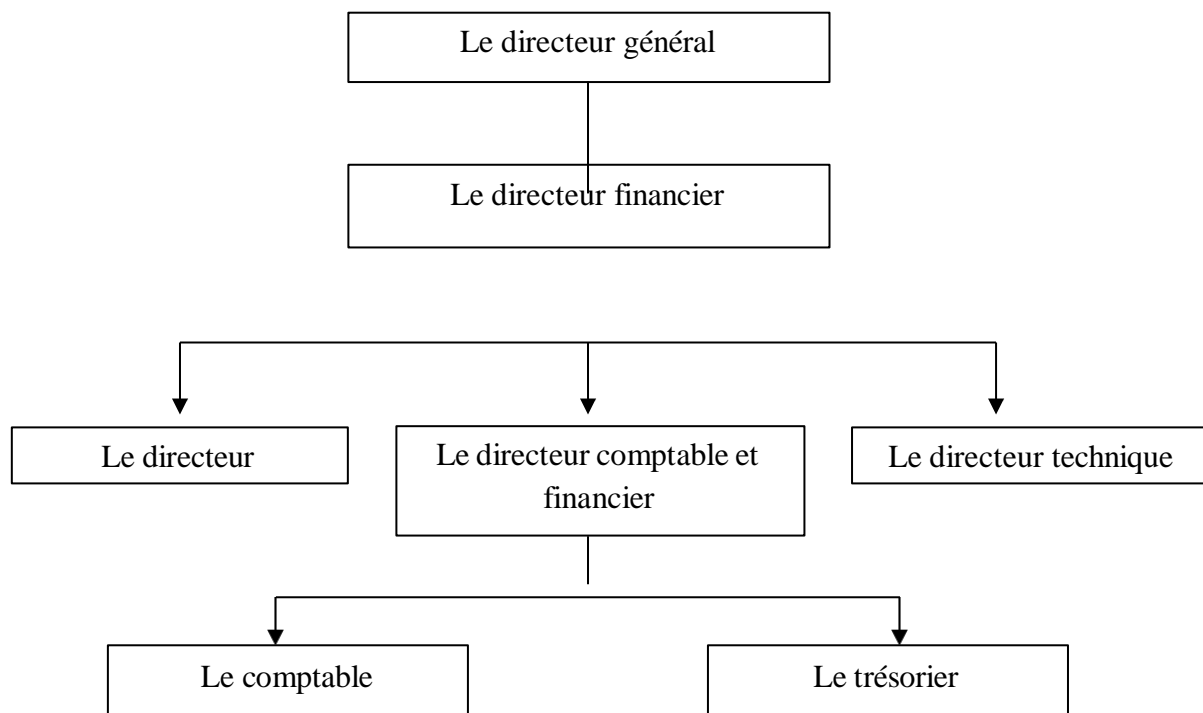 Le directeur général
Le directeur financier
Le directeur
Le directeur comptable et
financier
Le directeur technique
Le comptable
Le trésorier